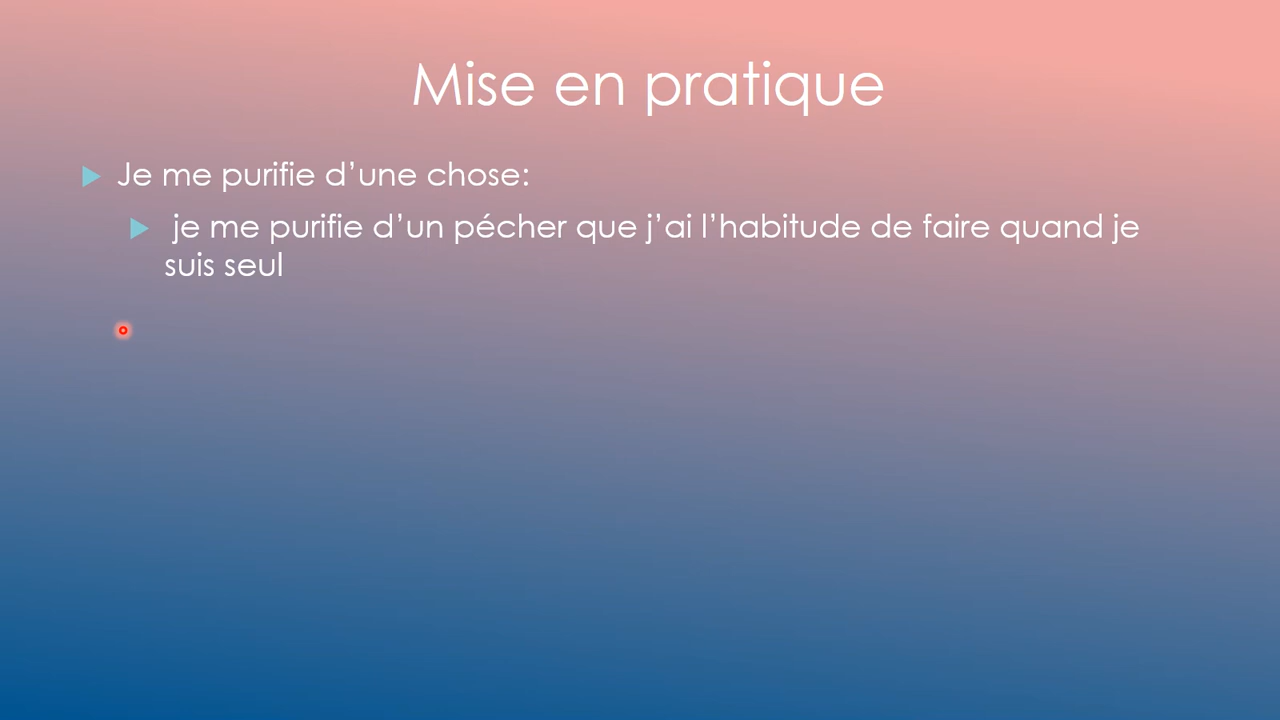 Mise en pratique
Je me purifie d’une chose:
je me purifie d’un pécher que j’ai l’habitude de faire quand je
suis seul